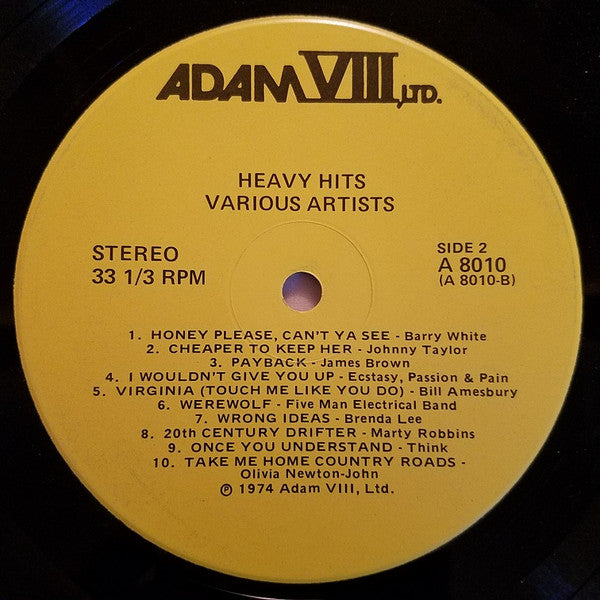 ADAM VIII, LTD.
HEAVY HITS
VARIOUS ARTISTS
STEREO
33 1/3 RPM
SIDE 2
A 8010
(A 8010-B)
1. HONEY PLEASE, CAN'T YA SEE - Barry White
2. CHEAPER TO KEEP HER - Johnny Taylor
3. PAYBACK - James Brown
4. I WOULDN'T GIVE YOU UP - Ecstasy, Passion & Pain
5. VIRGINIA (TOUCH ME LIKE YOU DO) - Bill Amesbury
6. WEREWOLF - Five Man Electrical Band
7. WRONG IDEAS - Brenda Lee
8. 20th CENTURY DRIFTER - Marty Robbins
9. ONCE YOU UNDERSTAND - Think
10. TAKE ME HOME COUNTRY ROADS -
Olivia Newton-John
℗ 1974 Adam VIII, Ltd.